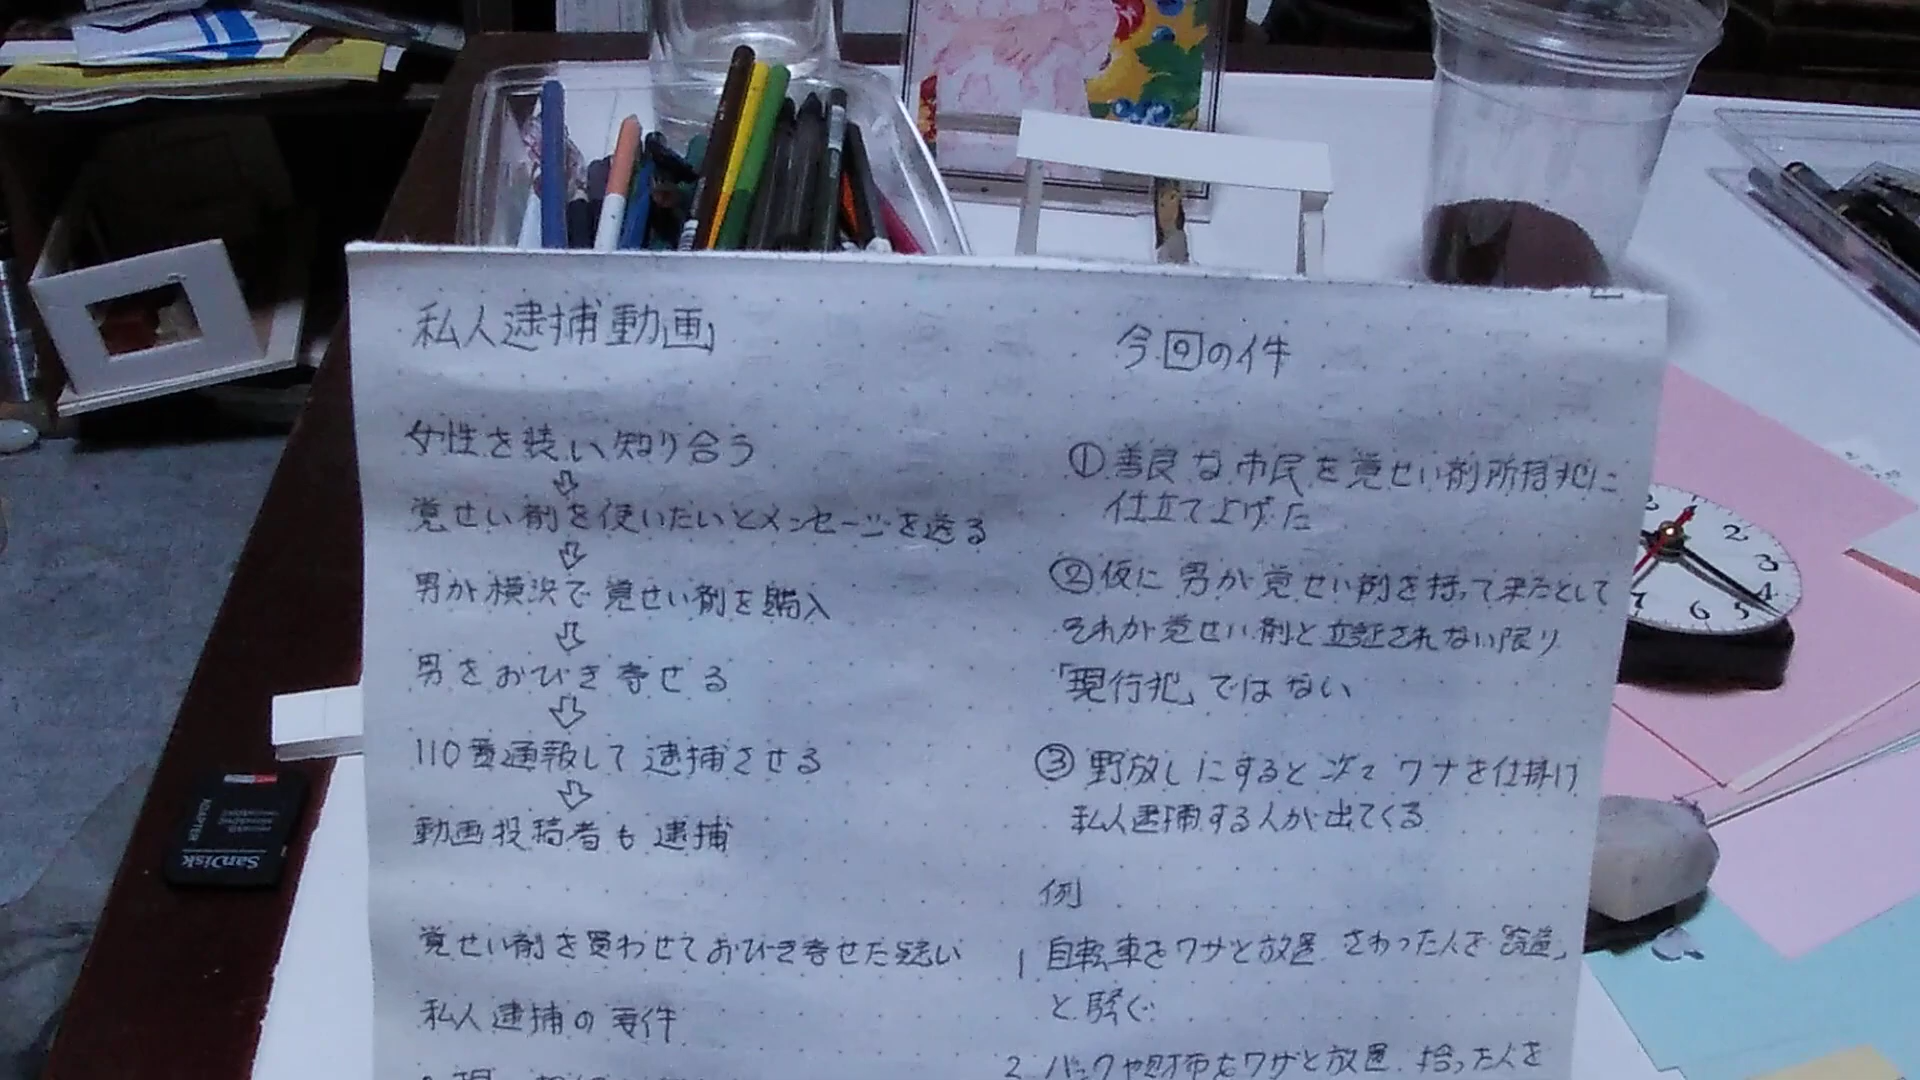 私人逮捕動画
女性を装い知り合う
⇩
覚せい剤を使いたいとメッセージを送る
⇩
男が横浜で覚せい剤を購入
⇩
男をおびき寄せる
⇩
110番通報して逮捕させる
⇩
動画投稿者も逮捕
覚せい剤を買わせておびき寄せた疑い
私人逮捕の要件
今回の件
①善良な市民を覚せい剤所持犯に
仕立て上げた
②仮に男が覚せい剤を持って来たとして
それが覚せい剤と立証されない限り
「現行犯」ではない
③野放しにすると次々ワナを仕掛け
私人逮捕する人が出てくる
例
1 自転車をワザと放置 さわった人を「窃盗」
と騒ぐ
2 バックや財布をワザと放置、拾った人を
SanDisk
ADAPTER
1
2
3
4
5
6
7